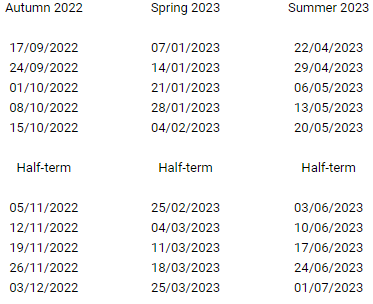 Autumn 2022 Spring 2023 Summer 2023
17/09/2022 07/01/2023 22/04/2023
24/09/2022 14/01/2023 29/04/2023
01/10/2022 21/01/2023 06/05/2023
08/10/2022 28/01/2023 13/05/2023
15/10/2022 04/02/2023 20/05/2023
Half-term Half-term Half-term
05/11/2022 25/02/2023 03/06/2023
12/11/2022 04/03/2023 10/06/2023
19/11/2022 11/03/2023 17/06/2023
26/11/2022 18/03/2023 24/06/2023
03/12/2022 25/03/2023 01/07/2023